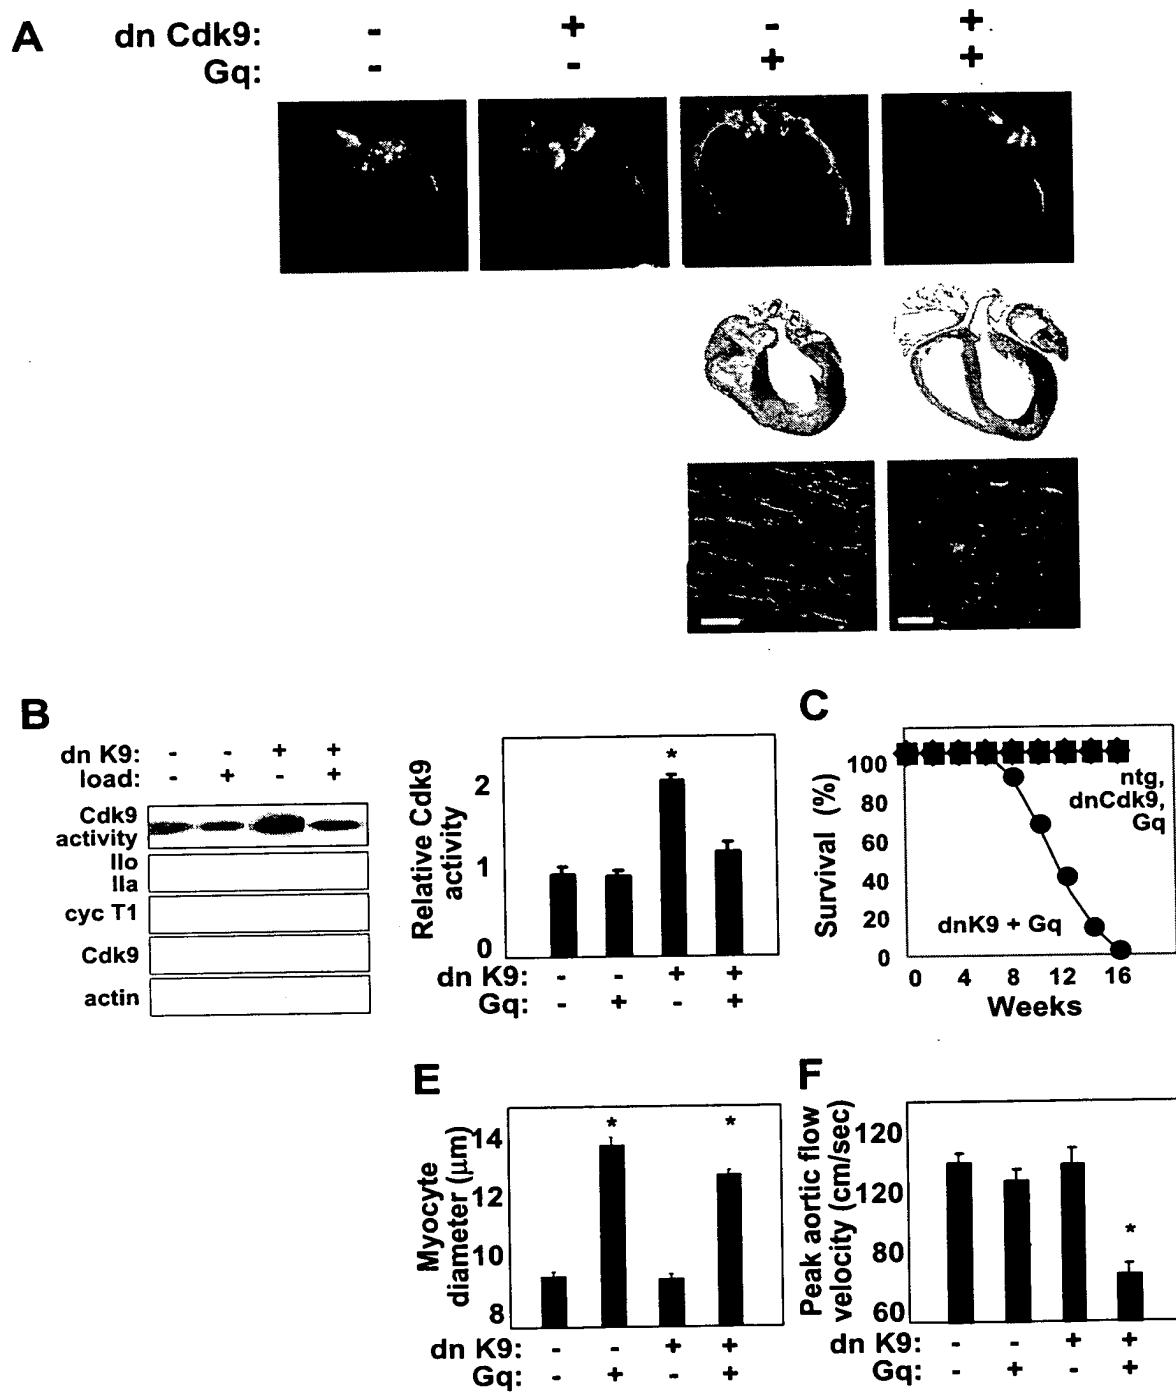 A
dn Cdk9: - + - +
Gq: - - + +
B
dn K9: - - + +
load: - + - +
Cdk9
activity
IIo
IIa
cyc T1
Cdk9
actin
Relative Cdk9
activity
2
1
0
*
dn K9: - - + +
Gq: - + - +
C
Survival (%)
100
80
60
40
20
0
ntg,
dnCdk9,
Gq
dnK9 + Gq
0 4 8 12 16
Weeks
E
Myocyte
diameter (μm)
14
12
10
8
* *
dn K9: - - + +
Gq: - + - +
F
Peak aortic flow
velocity (cm/sec)
120
120
80
60
*
dn K9: - - + +
Gq: - + - +